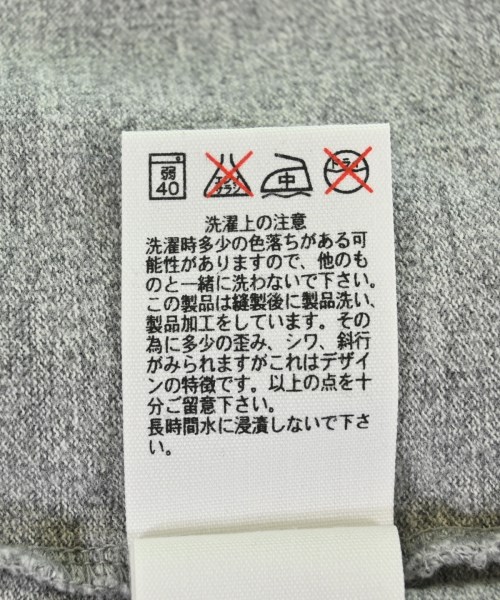 弱 エンソ サラシ 中 ドライ
40
洗濯上の注意
洗濯時多少の色落ちがある可
能性がありますので、他のも
のと一緒に洗わないで下さい。
この製品は縫製後に製品洗い、
製品加工をしています。その
為に多少の歪み、シワ、斜行
がみられますがこれはデザイ
ンの特徴です。以上の点を十
分ご留意下さい。
長時間水に浸漬しないで下さ
い。